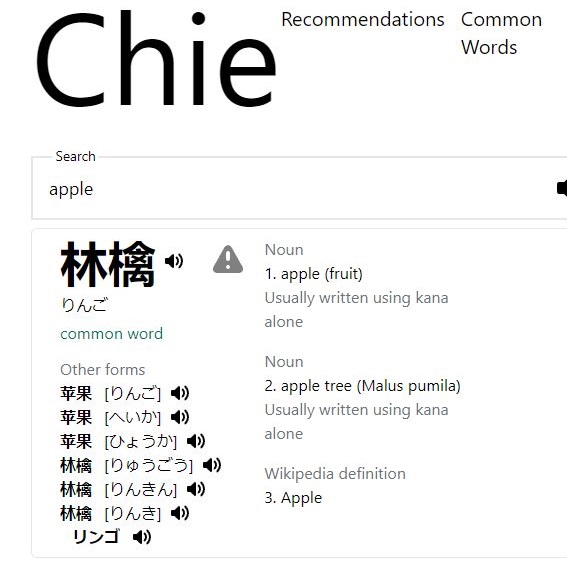 Chie
Recommendations
Common
Words
Search
apple
林檎
りんご
common word
Other forms
苹果 [りんご]
苹果 [へいか]
苹果 [ひょうか]
林檎 [りゅうごう]
林檎 [りんきん]
林檎 [りんき]
リンゴ
Noun
1. apple (fruit)
Usually written using kana
alone
Noun
2. apple tree (Malus pumila)
Usually written using kana
alone
Wikipedia definition
3. Apple